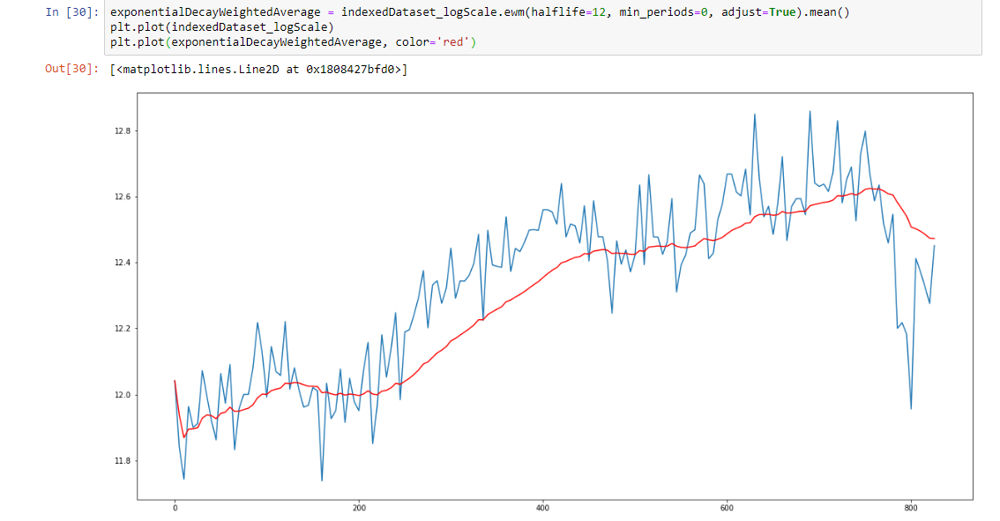 In [30]: exponentialDecayWeightedAverage = indexedDataset_logScale.ewm(halflife=12, min_periods=0, adjust=True).mean()
plt.plot(indexedDataset_logScale)
plt.plot(exponentialDecayWeightedAverage, color='red')
Out[30]: [<matplotlib.lines.Line2D at 0x1808427bfd0>]
12.8
12.6
12.4
12.2
12.0
11.8
0 200 400 600 800